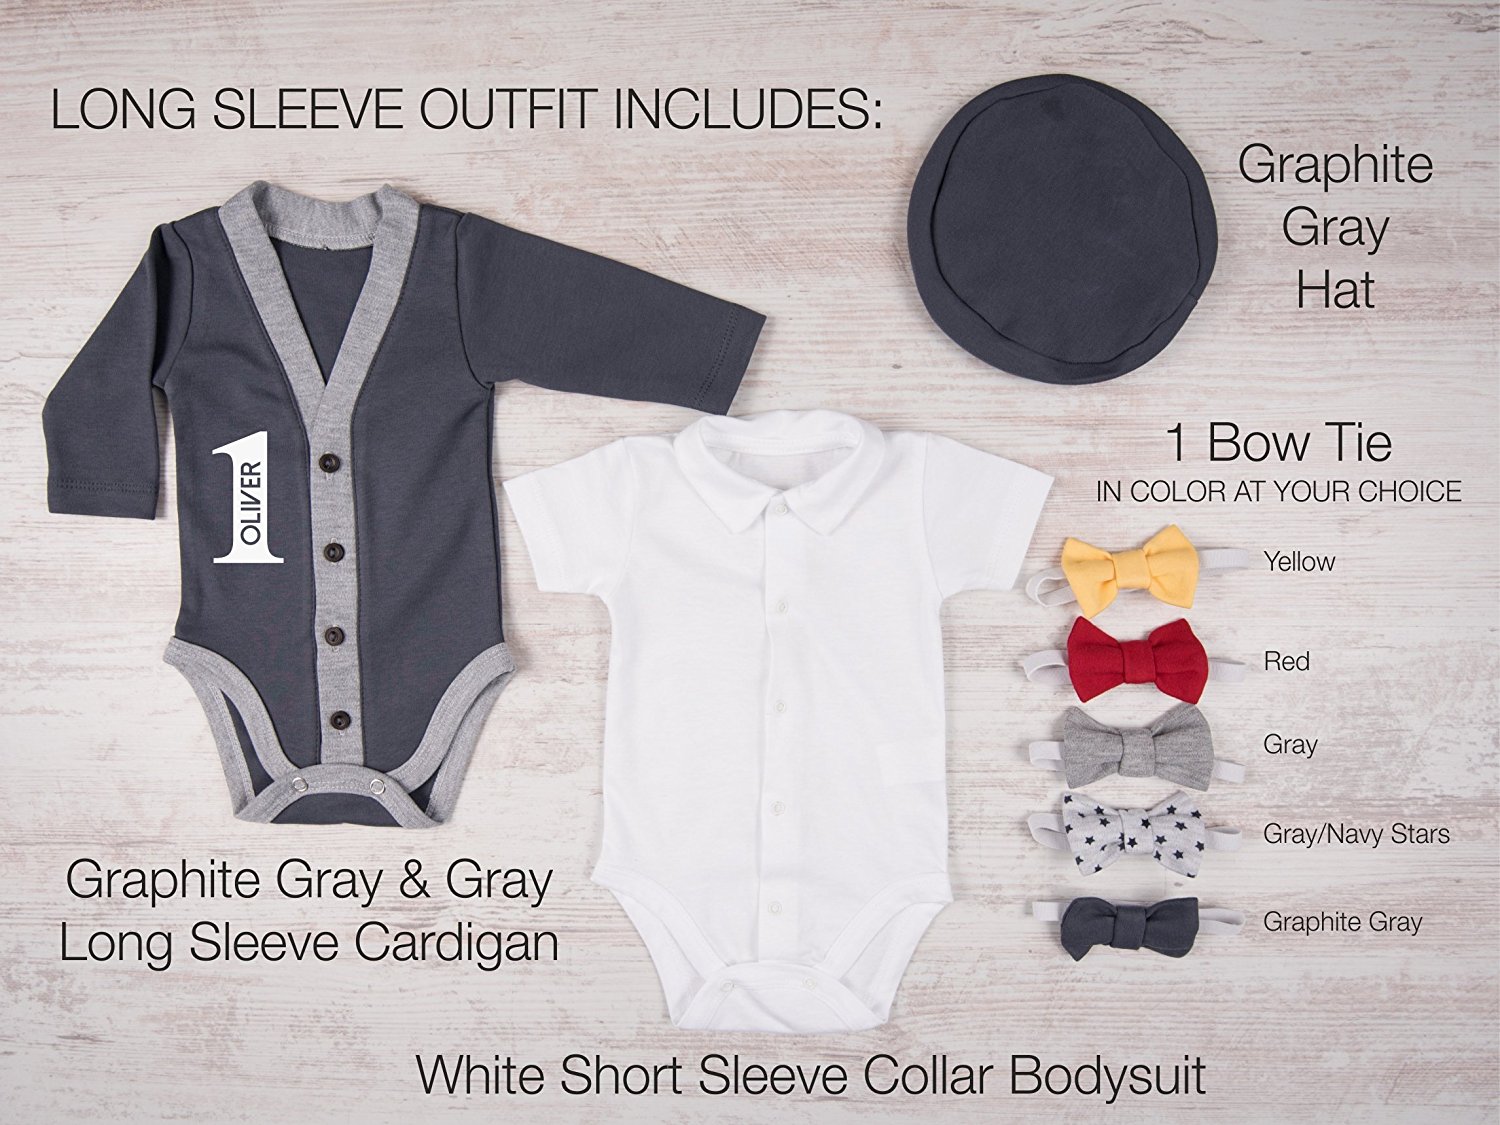 LONG SLEEVE OUTFIT INCLUDES:
Graphite
Gray
Hat
1
OLIVER
1 Bow Tie
IN COLOR AT YOUR CHOICE
Yellow
Red
Gray
Gray/Navy Stars
Graphite Gray
Graphite Gray & Gray
Long Sleeve Cardigan
White Short Sleeve Collar Bodysuit